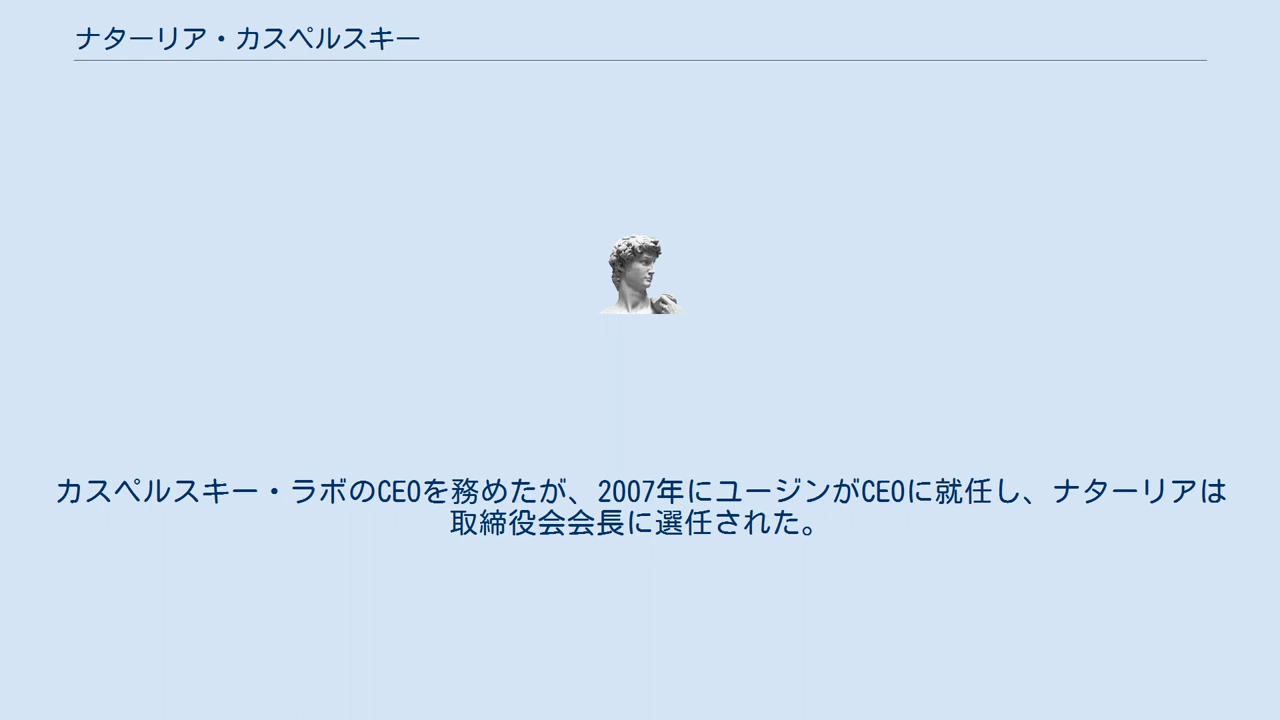 ナターリア・カスペルスキー
カスペルスキー・ラボのCEOを務めたが、2007年にユージンがCEOに就任し、ナターリアは
取締役会会長に選任された。